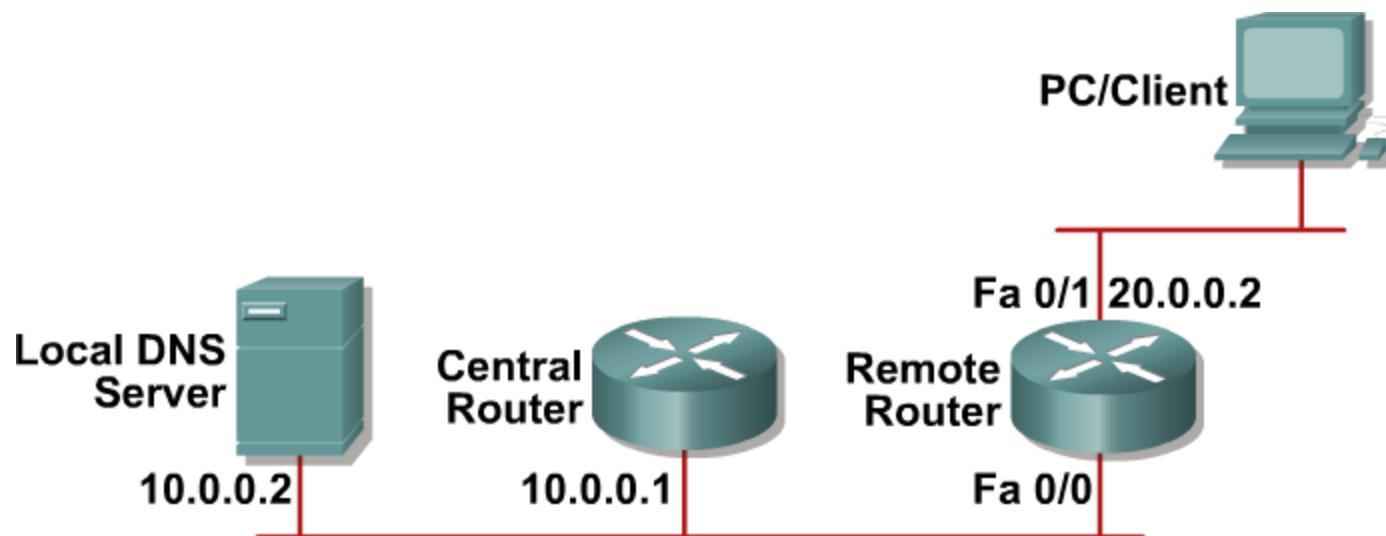 PC/Client
Fa 0/1 20.0.0.2
Local DNS
Server
Central
Router
Remote
Router
10.0.0.2
10.0.0.1
Fa 0/0